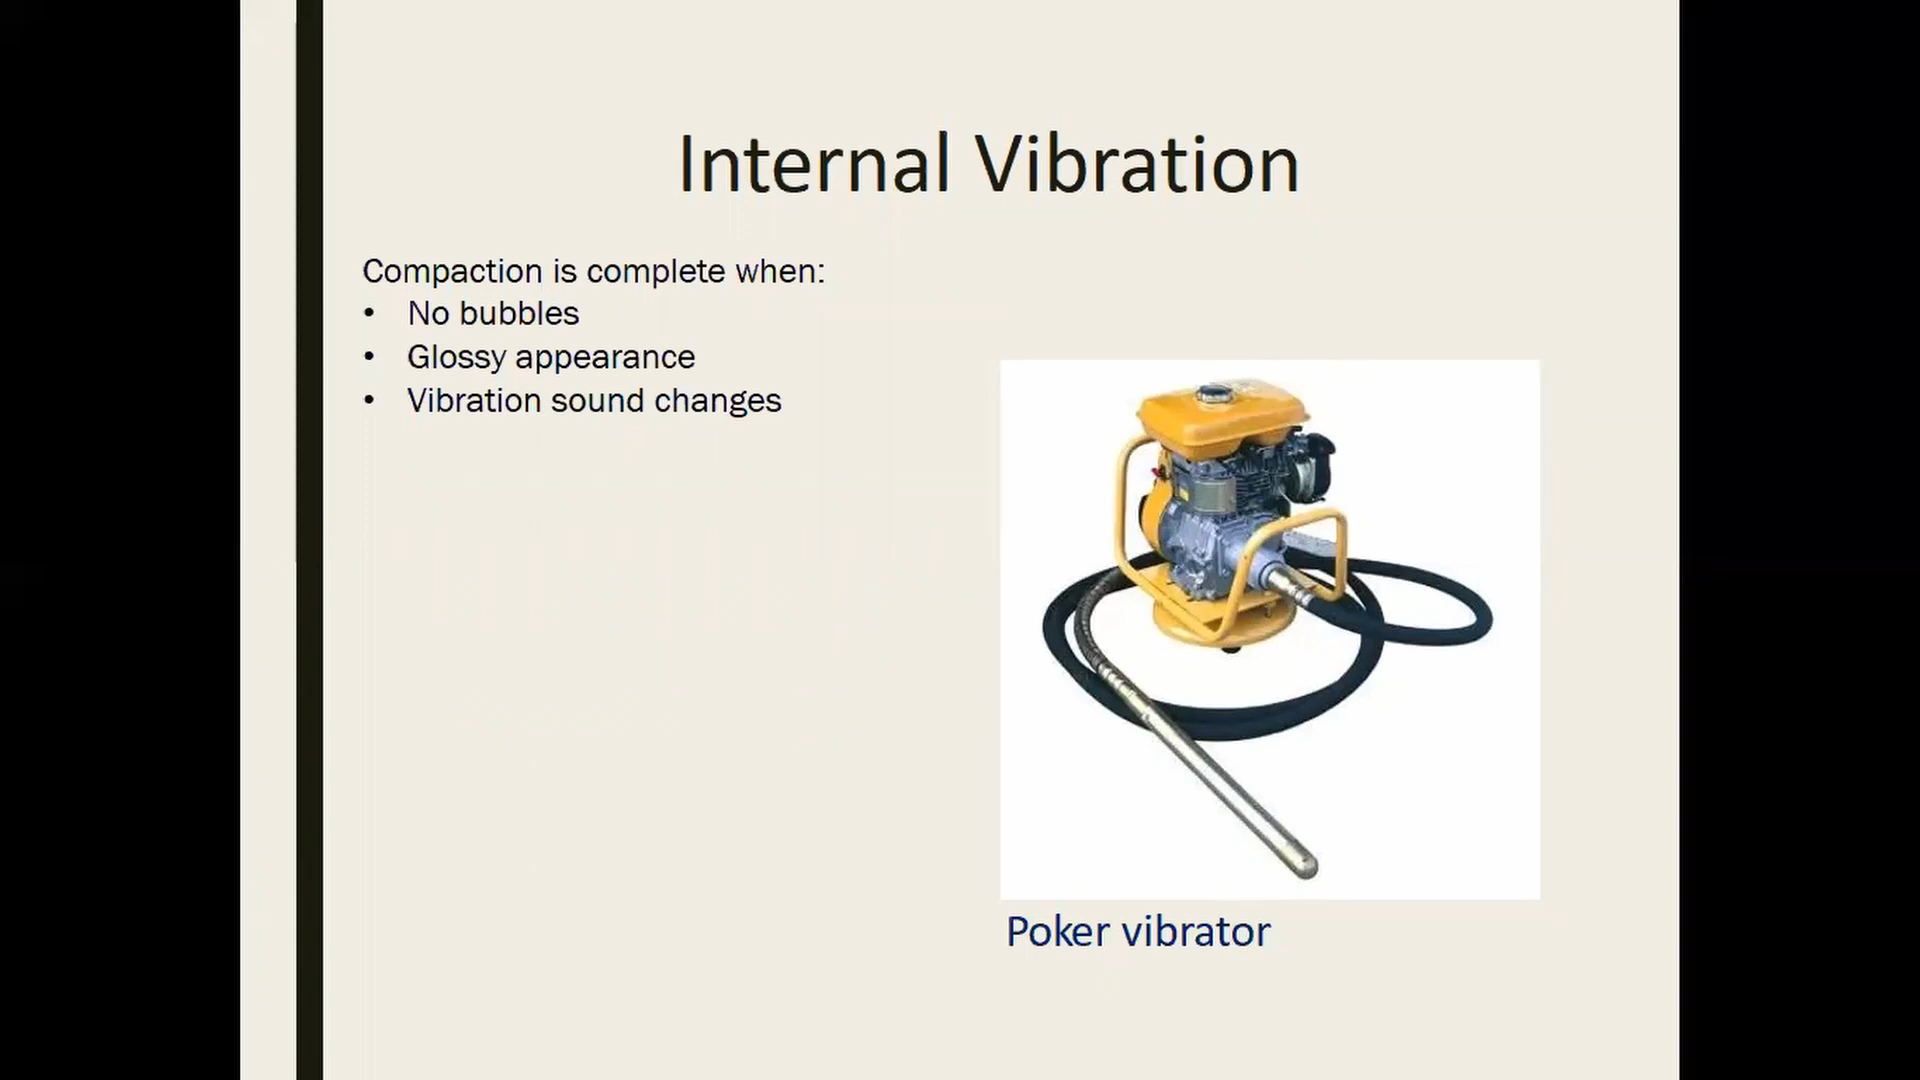 Internal Vibration
Compaction is complete when:
• No bubbles
• Glossy appearance
• Vibration sound changes
Poker vibrator